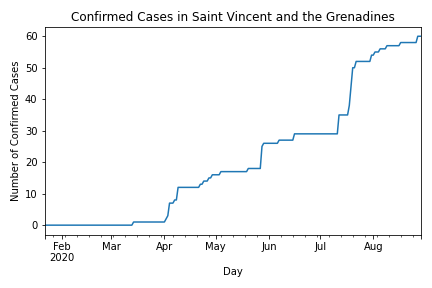 Confirmed Cases in Saint Vincent and the Grenadines
Number of Confirmed Cases
60
50
40
30
20
10
0
Feb Mar Apr May Jun Jul Aug
2020
Day